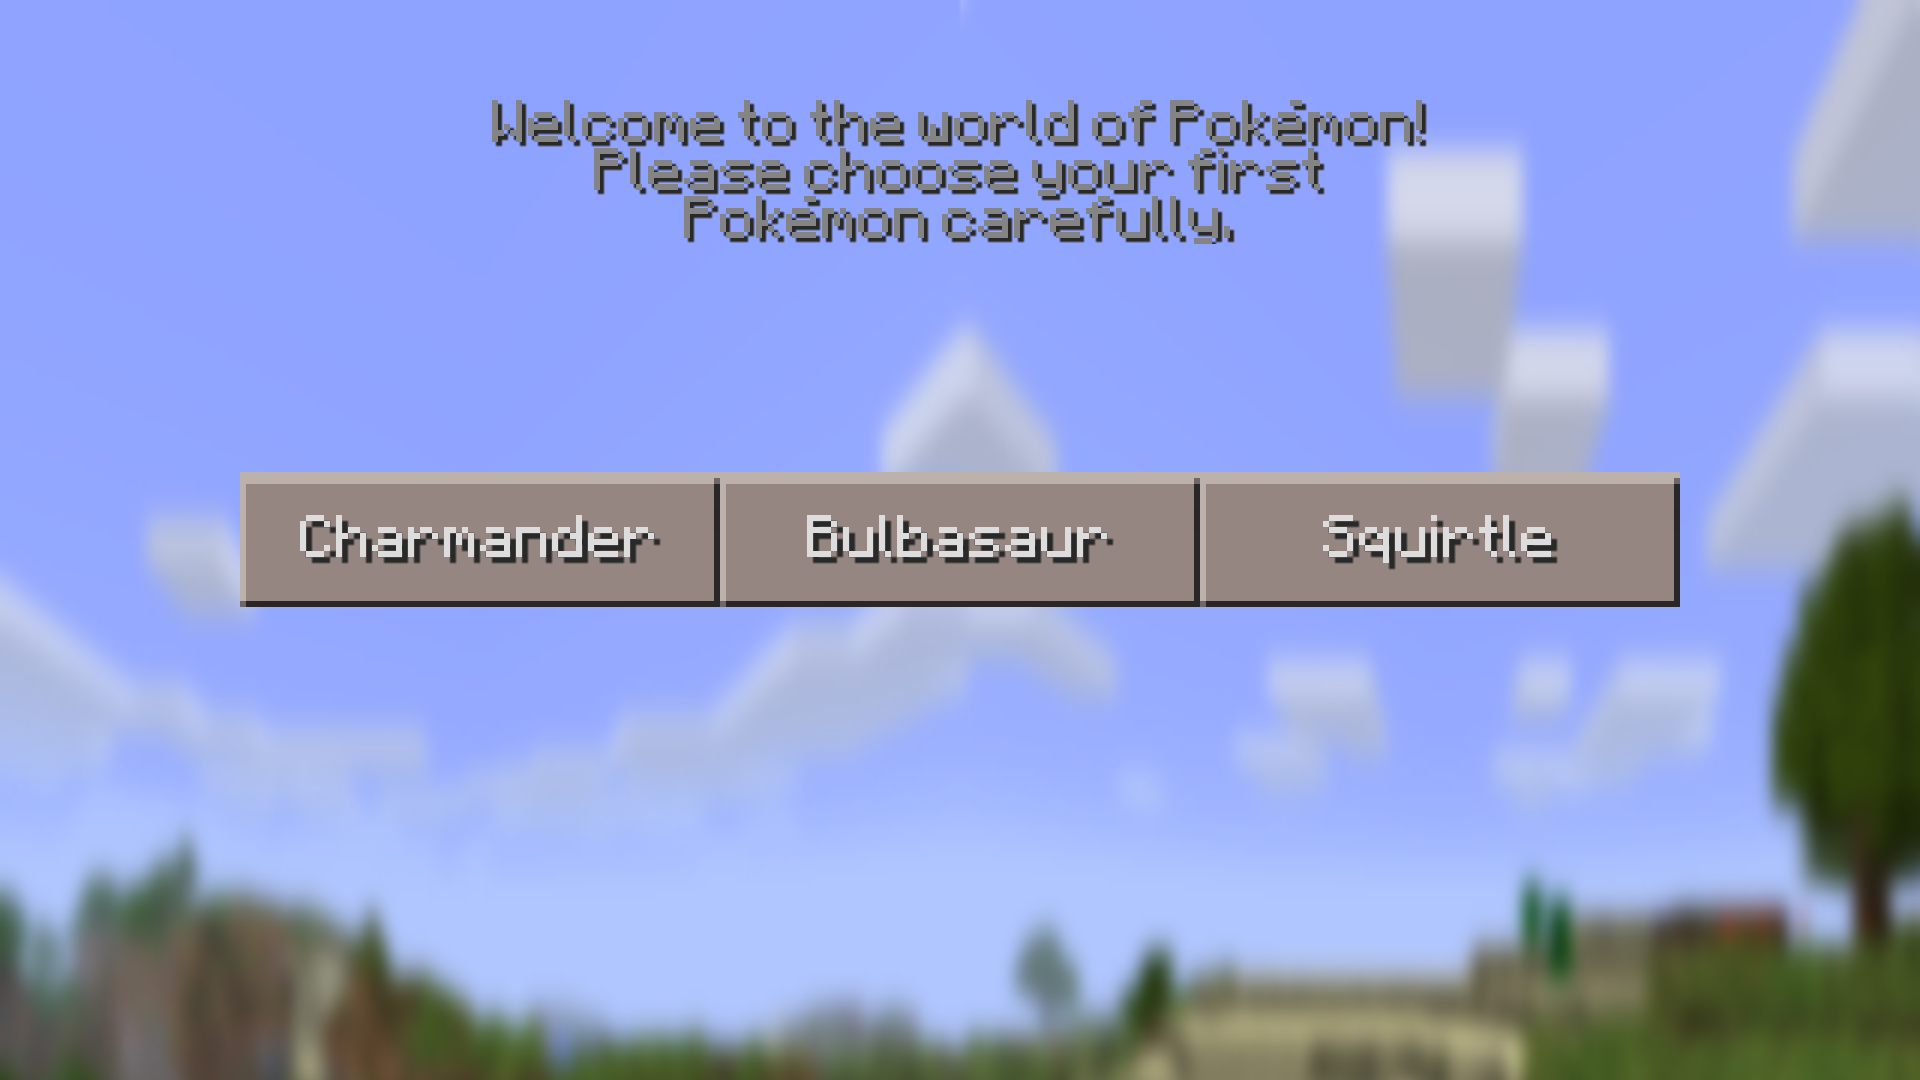 Welcome to the world of Pokémon!
Please choose your first
Pokémon carefully.
Charmander
Bulbasaur
Squirtle